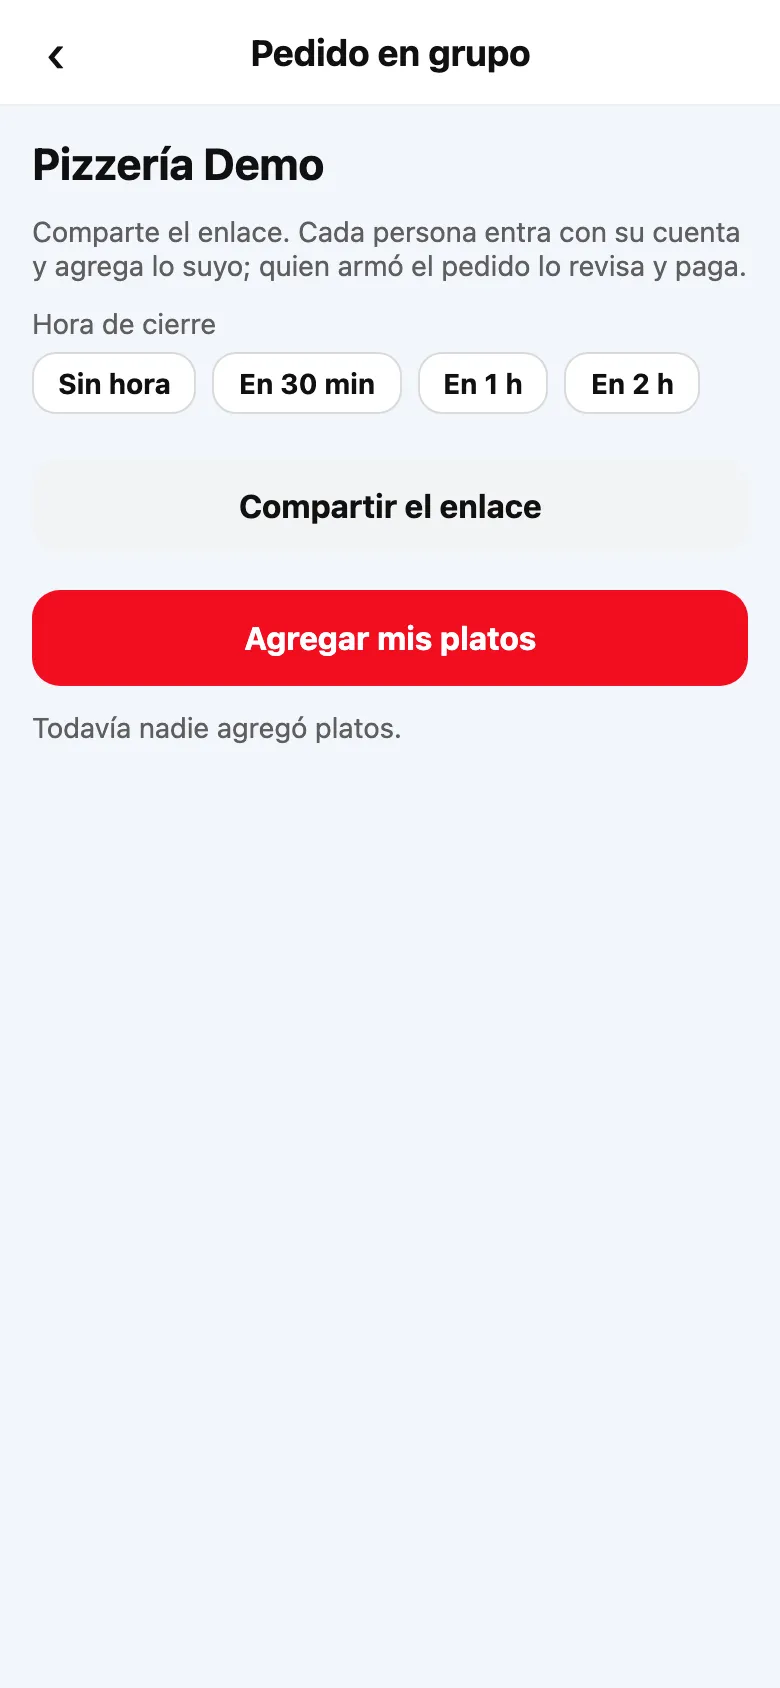 Pedido en grupo
Pizzería Demo
Comparte el enlace. Cada persona entra con su cuenta
y agrega lo suyo; quien armó el pedido lo revisa y paga.
Hora de cierre
Sin hora
En 30 min
En 1 h
En 2 h
Compartir el enlace
Agregar mis platos
Todavía nadie agregó platos.